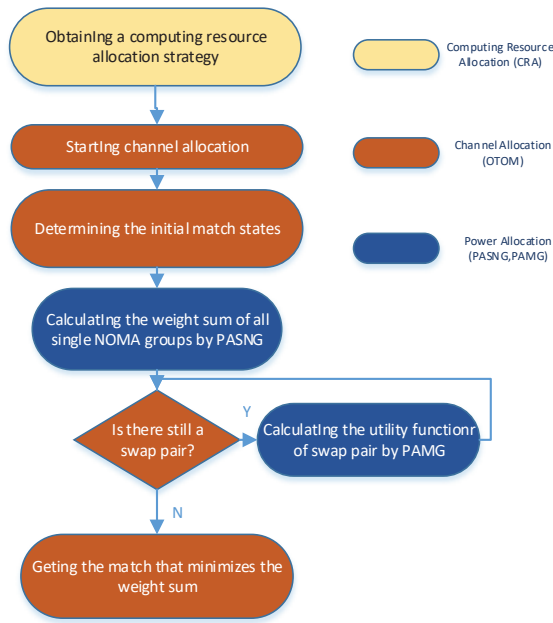 Obtaining a computing resource
allocation strategy
Computing Resource
Allocation (CRA)
Starting channel allocation
Channel Allocation
(OTOM)
Determining the initial match states
Power Allocation
(PASNG,PAMG)
Calculating the weight sum of all
single NOMA groups by PASNG
Is there still a
swap pair?
Y
Calculating the utility functionr
of swap pair by PAMG
N
Geting the match that minimizes the
weight sum